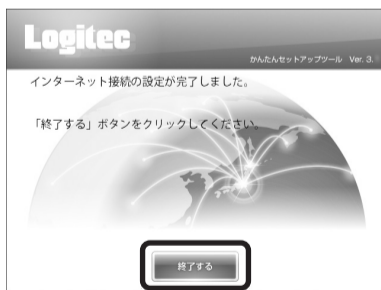 Logitec
かんたんセットアップツール Ver. 3.
インターネット接続の設定が完了しました。
「終了する」ボタンをクリックしてください。
終了する